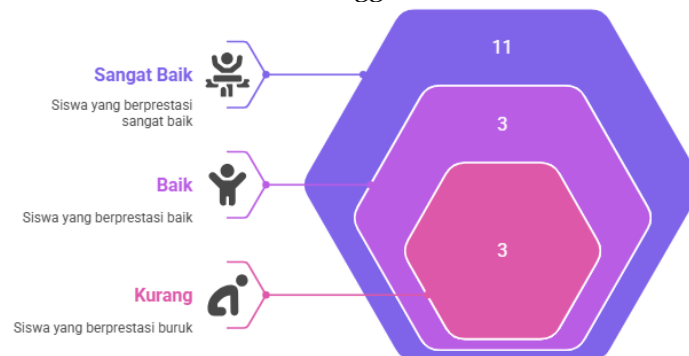 11
Sangat Baik
Siswa yang berprestasi
sangat baik
3
Baik
Siswa yang berprestasi baik
3
Kurang
Siswa yang berprestasi buruk